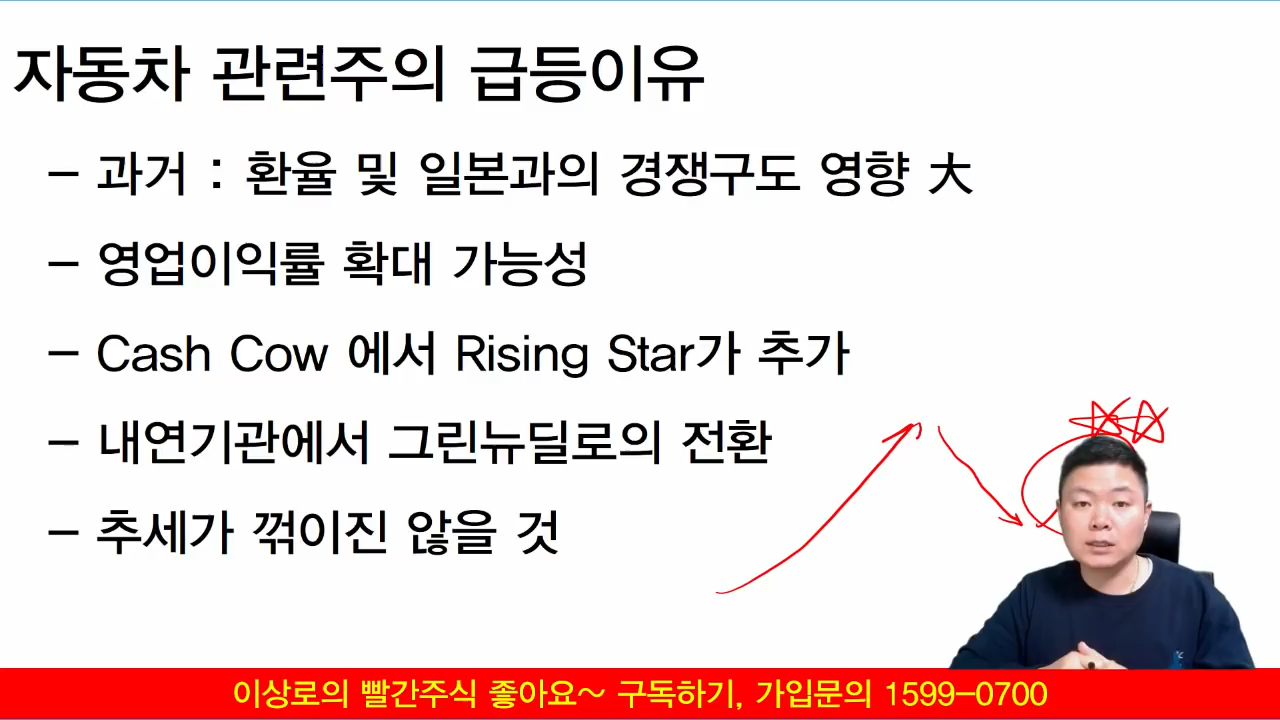 자동차 관련주의 급등이유
– 과거 : 환율 및 일본과의 경쟁구도 영향 大
– 영업이익률 확대 가능성
– Cash Cow 에서 Rising Star가 추가
– 내연기관에서 그린뉴딜로의 전환
– 추세가 꺾이진 않을 것
이상로의 빨간주식 좋아요~ 구독하기, 가입문의 1599-0700